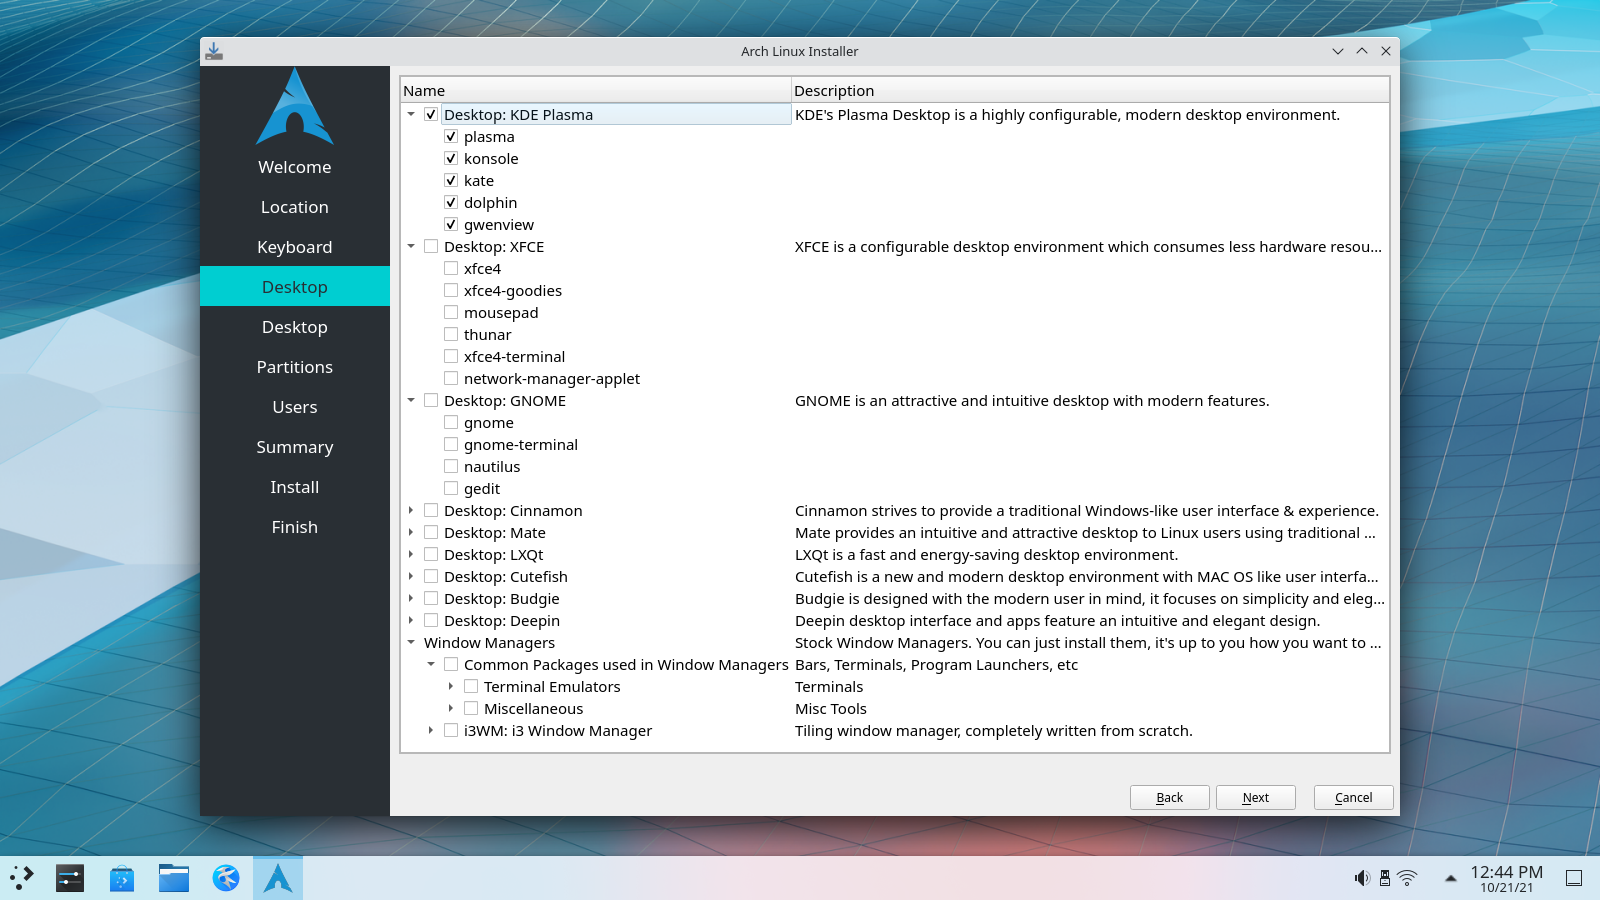 Arch Linux Installer
Welcome
Location
Keyboard
Desktop
Desktop
Partitions
Users
Summary
Install
Finish
Name Description
Desktop: KDE Plasma KDE's Plasma Desktop is a highly configurable, modern desktop environment.
plasma
konsole
kate
dolphin
gwenview
Desktop: XFCE XFCE is a configurable desktop environment which consumes less hardware resou...
xfce4
xfce4-goodies
mousepad
thunar
xfce4-terminal
network-manager-applet
Desktop: GNOME GNOME is an attractive and intuitive desktop with modern features.
gnome
gnome-terminal
nautilus
gedit
Desktop: Cinnamon Cinnamon strives to provide a traditional Windows-like user interface & experience.
Desktop: Mate Mate provides an intuitive and attractive desktop to Linux users using traditional ...
Desktop: LXQt LXQt is a fast and energy-saving desktop environment.
Desktop: Cutefish Cutefish is a new and modern desktop environment with MAC OS like user interfa...
Desktop: Budgie Budgie is designed with the modern user in mind, it focuses on simplicity and eleg...
Desktop: Deepin Deepin desktop interface and apps feature an intuitive and elegant design.
Window Managers Stock Window Managers. You can just install them, it's up to you how you want to ...
Common Packages used in Window Managers Bars, Terminals, Program Launchers, etc
Terminal Emulators Terminals
Miscellaneous Misc Tools
i3WM: i3 Window Manager Tiling window manager, completely written from scratch.
Back Next Cancel
12:44 PM
10/21/21